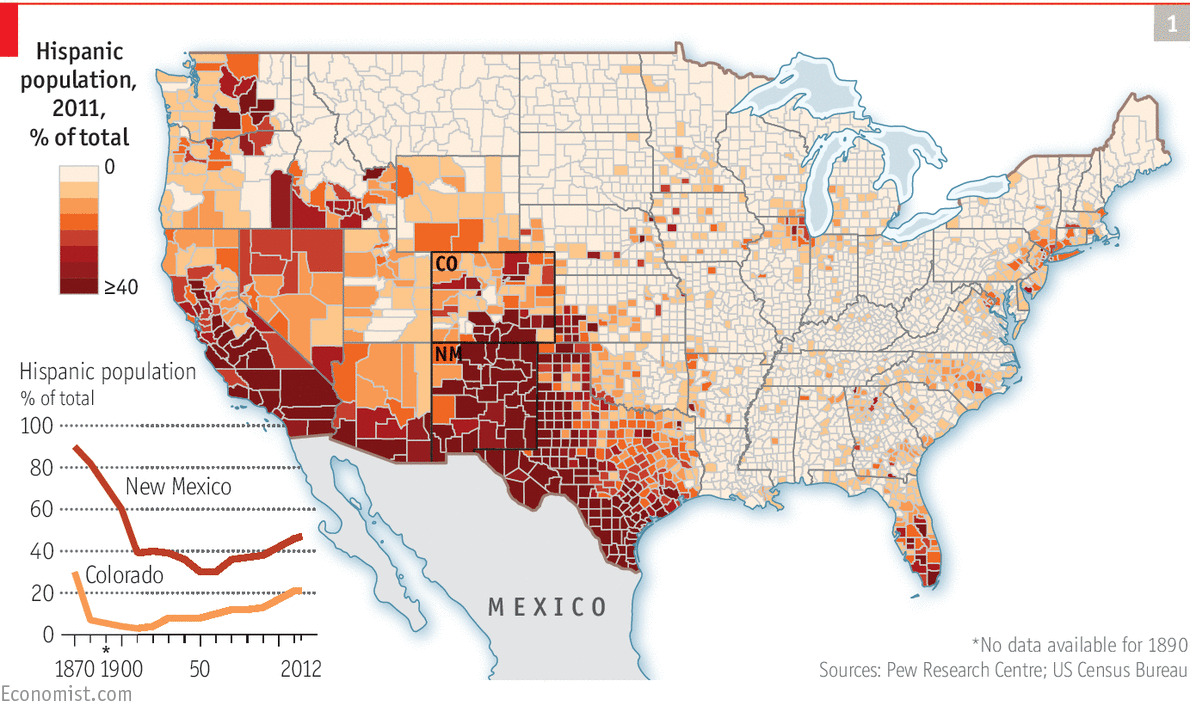 1
Hispanic
population,
2011,
% of total
0
≥40
CO
NM
Hispanic population
% of total
100
80
60
40
20
0
New Mexico
Colorado
*
1870 1900 50 2012
MEXICO
*No data available for 1890
Sources: Pew Research Centre; US Census Bureau
Economist.com